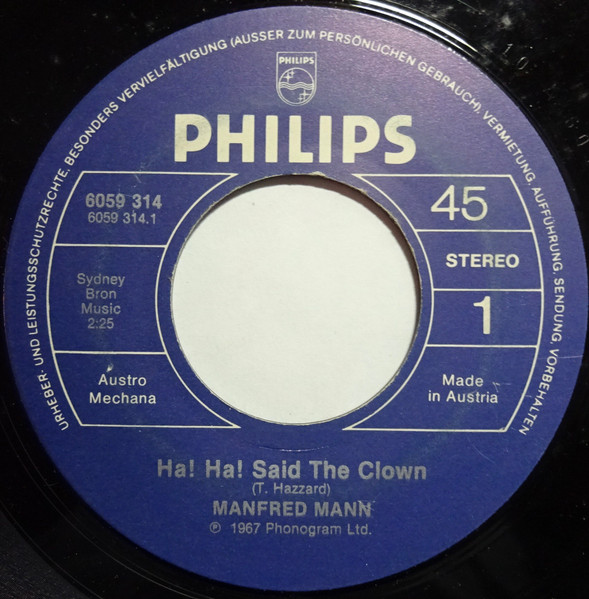 URHEBER- UND LEISTUNGSSCHUTZRECHTE, BESONDERS VERVIELFÄLTIGUNG (AUSSER ZUM PERSÖNLICHEN GEBRAUCH), VERMIETUNG, AUFFÜHRUNG, SENDUNG, VORBEHALTEN
PHILIPS
PHILIPS
6059 314
6059 314.1
45
STEREO
Sydney
Bron
Music
2:25
1
Austro
Mechana
Made
in Austria
Ha! Ha! Said The Clown
(T. Hazzard)
MANFRED MANN
℗ 1967 Phonogram Ltd.